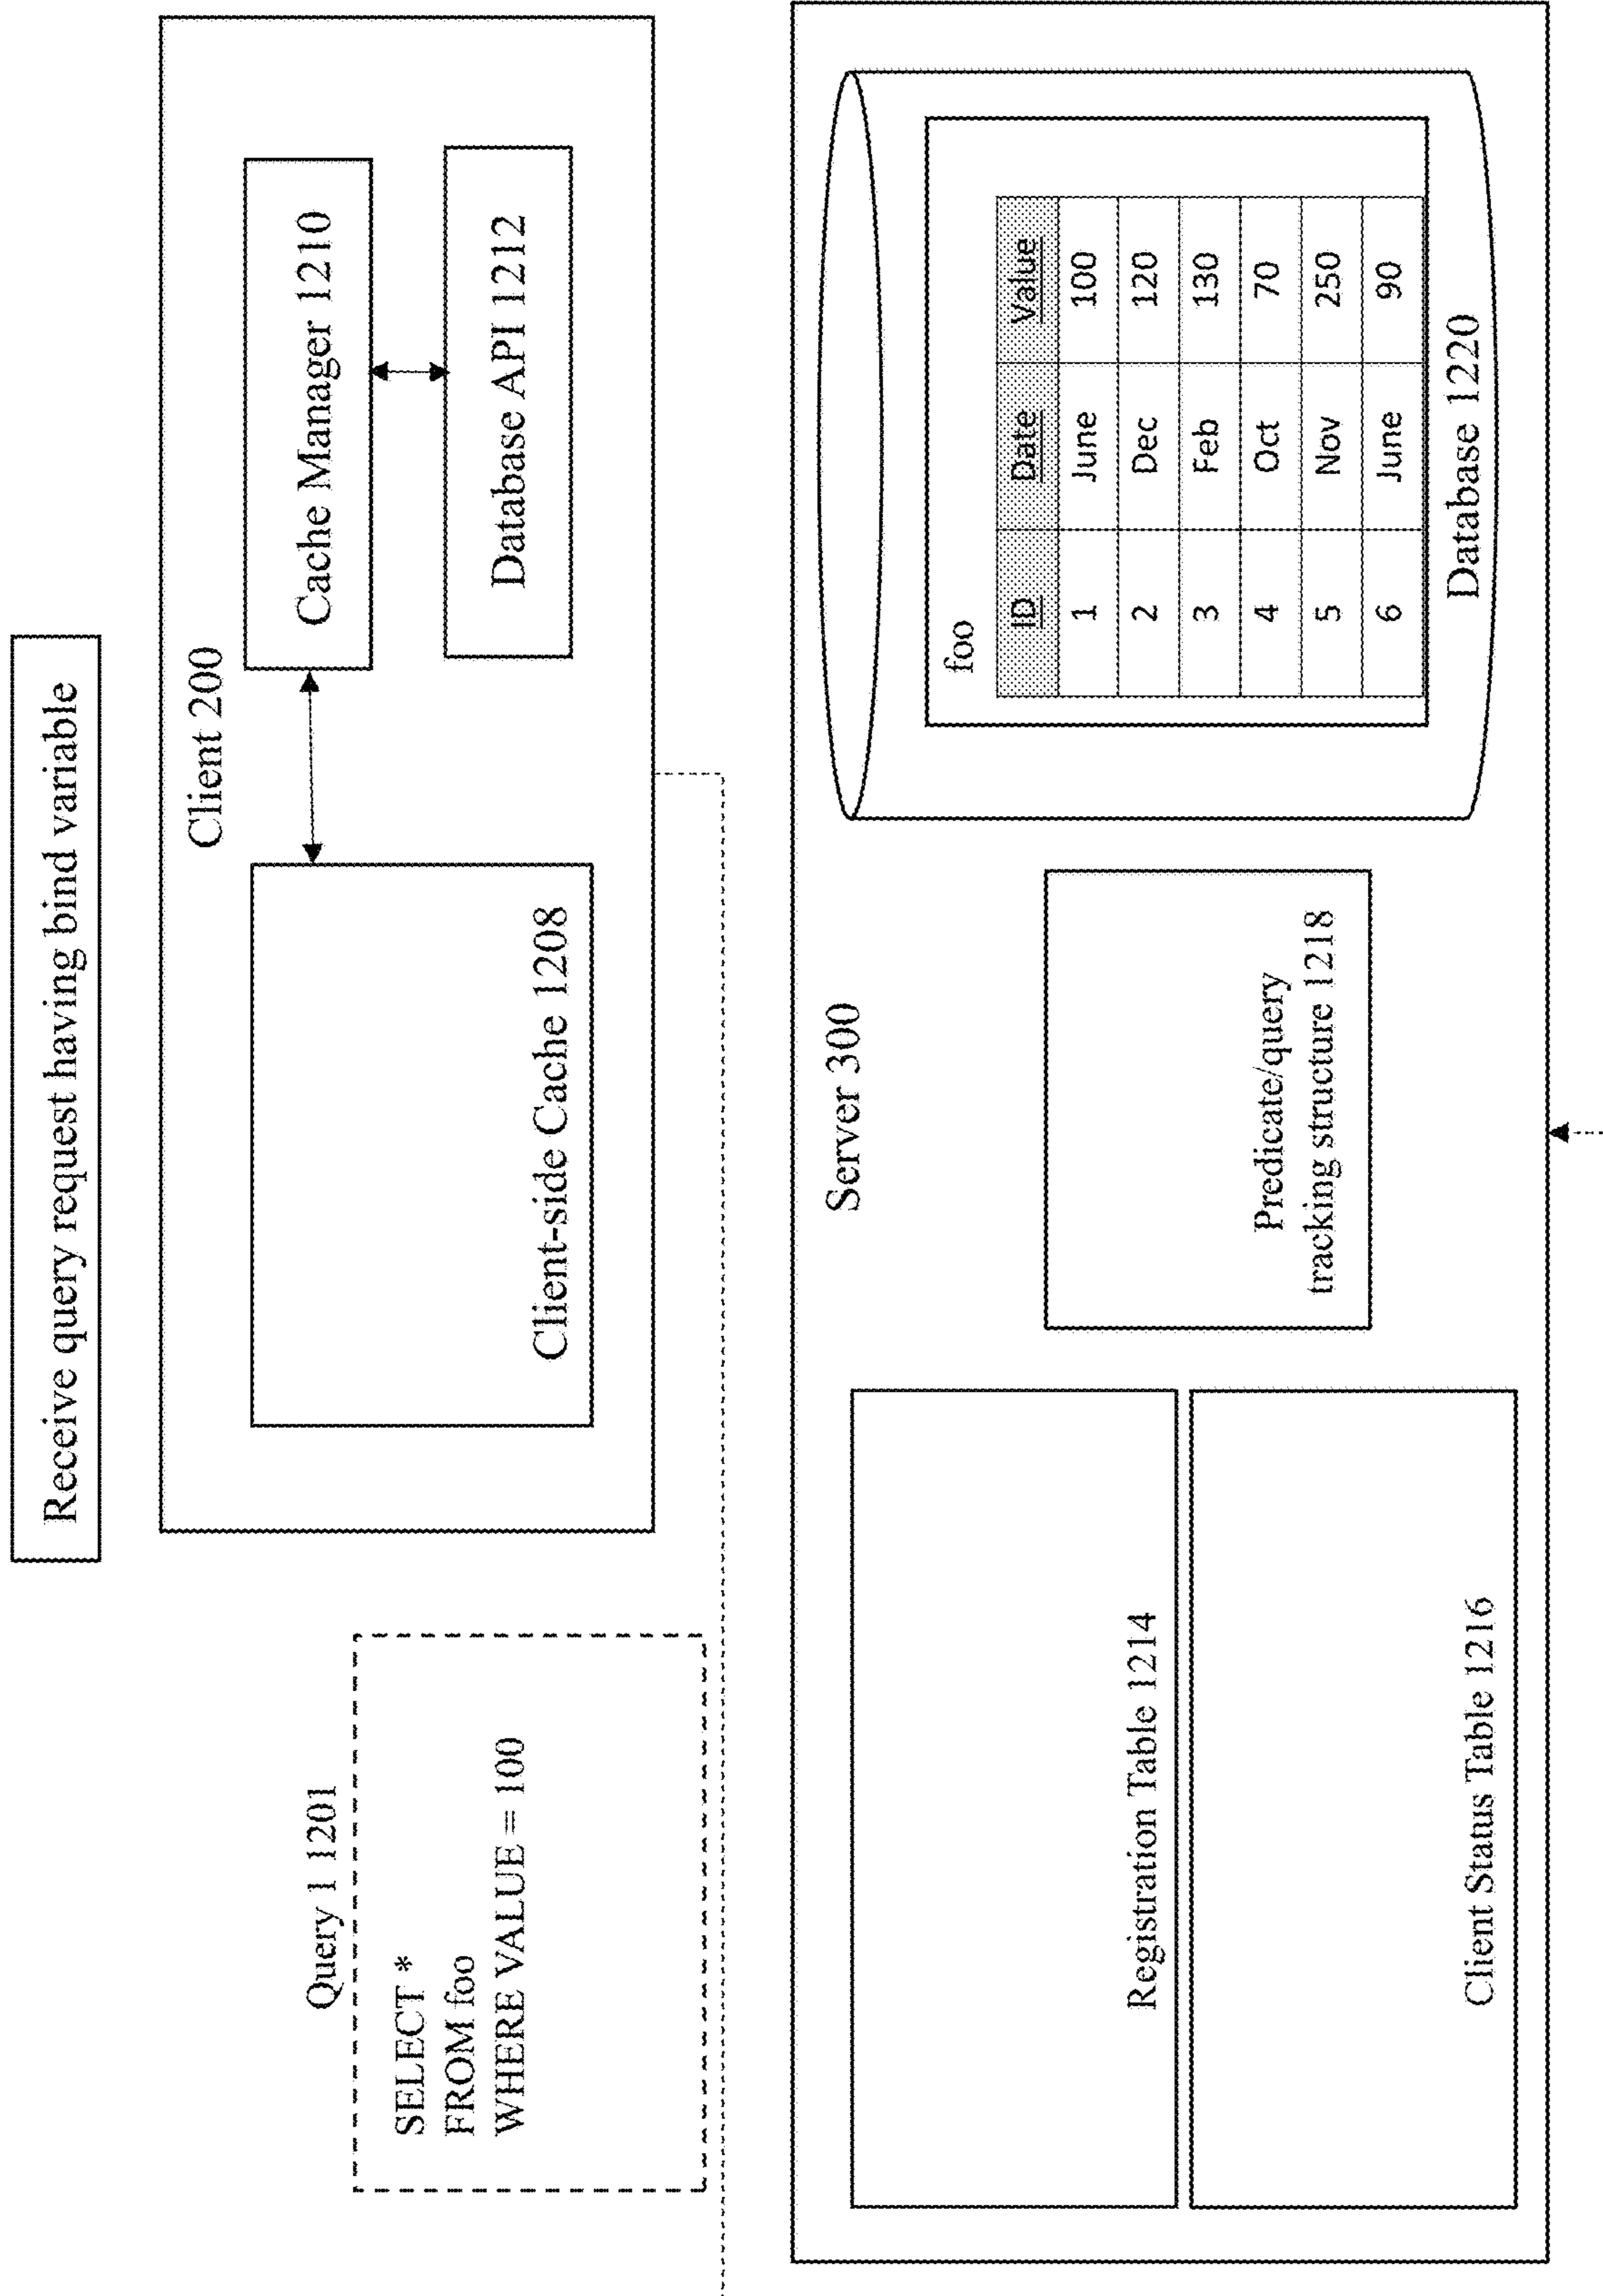 Receive query request having bind variable
Query 1 1201
SELECT *
FROM foo
WHERE VALUE = 100
Client 200
Client-side Cache 1208
Cache Manager 1210
Database API 1212
Server 300
Registration Table 1214
Client Status Table 1216
Predicate/query
tracking structure 1218
foo
ID Date Value
1 June 100
2 Dec 120
3 Feb 130
4 Oct 70
5 Nov 250
6 June 90
Database 1220